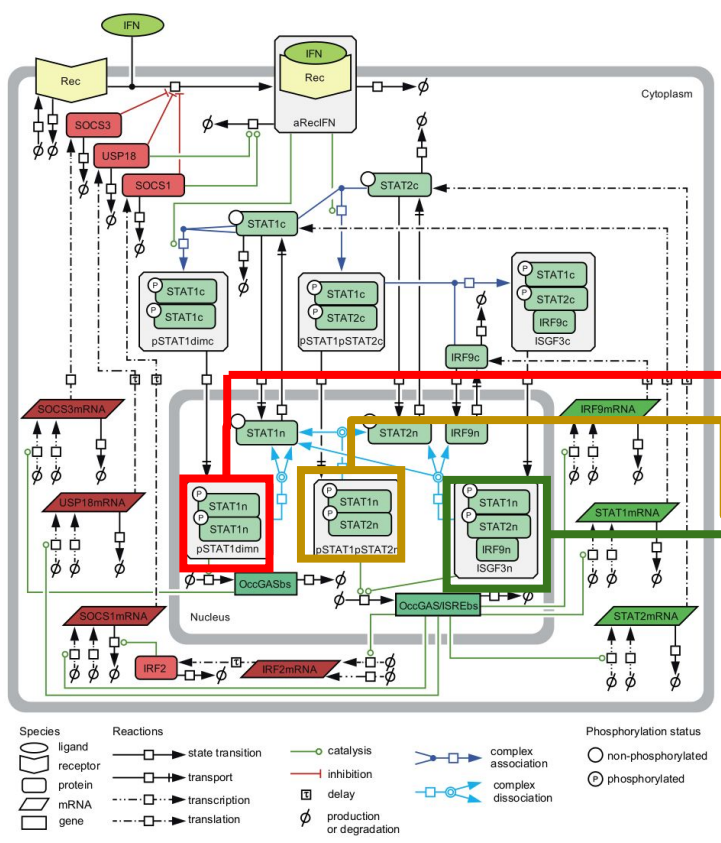 IFN
Rec
IFN
Rec
aRecIFN
Cytoplasm
SOCS3
USP18
SOCS1
STAT2c
STAT1c
P
STAT1c
P
STAT1c
pSTAT1dimc
P
STAT1c
P
STAT2c
pSTAT1pSTAT2c
P
STAT1c
P
STAT2c
IRF9c
ISGF3c
IRF9c
SOCS3mRNA
IRF9mRNA
STAT1n
STAT2n
IRF9n
USP18mRNA
STAT1mRNA
P
STAT1n
P
STAT1n
pSTAT1dimn
P
STAT1n
P
STAT2n
pSTAT1pSTAT2n
P
STAT1n
P
STAT2n
IRF9n
ISGF3n
OccGASbs
OccGAS/ISREbs
Nucleus
SOCS1mRNA
STAT2mRNA
IRF2
IRF2mRNA
Species
ligand
receptor
protein
mRNA
gene
Reactions
state transition
transport
transcription
translation
catalysis
inhibition
delay
production
or degradation
complex
association
complex
dissociation
Phosphorylation status
non-phosphorylated
P
phosphorylated